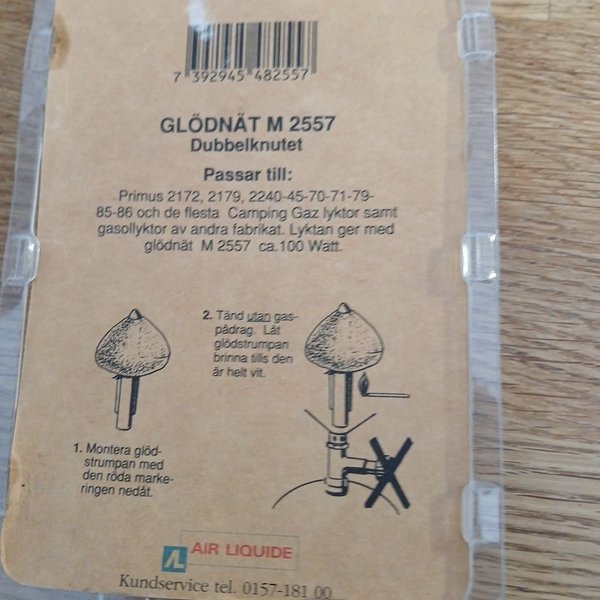 7 392945 482557
GLÖDNÄT M 2557
Dubbelknutet
Passar till:
Primus 2172, 2179, 2240-45-70-71-79-
85-86 och de flesta Camping Gaz lyktor samt
gasollyktor av andra fabrikat. Lyktan ger med
glödnät M 2557 ca.100 Watt.
2. Tänd utan gas-
pådrag. Låt
glödstrumpan
brinna tills den
är helt vit.
1. Montera glöd-
strumpan med
den röda marke-
ringen nedåt.
AL AIR LIQUIDE
Kundservice tel. 0157-181 00